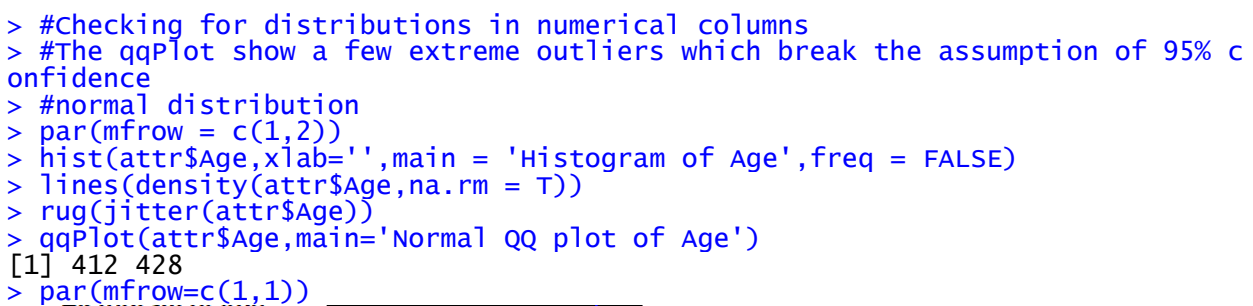 > #Checking for distributions in numerical columns
> #The qqPlot show a few extreme outliers which break the assumption of 95% c
onfidence
> #normal distribution
> par(mfrow = c(1,2))
> hist(attr$Age,xlab='',main = 'Histogram of Age',freq = FALSE)
> lines(density(attr$Age,na.rm = T))
> rug(jitter(attr$Age))
> qqPlot(attr$Age,main='Normal QQ plot of Age')
[1] 412 428
> par(mfrow=c(1,1))